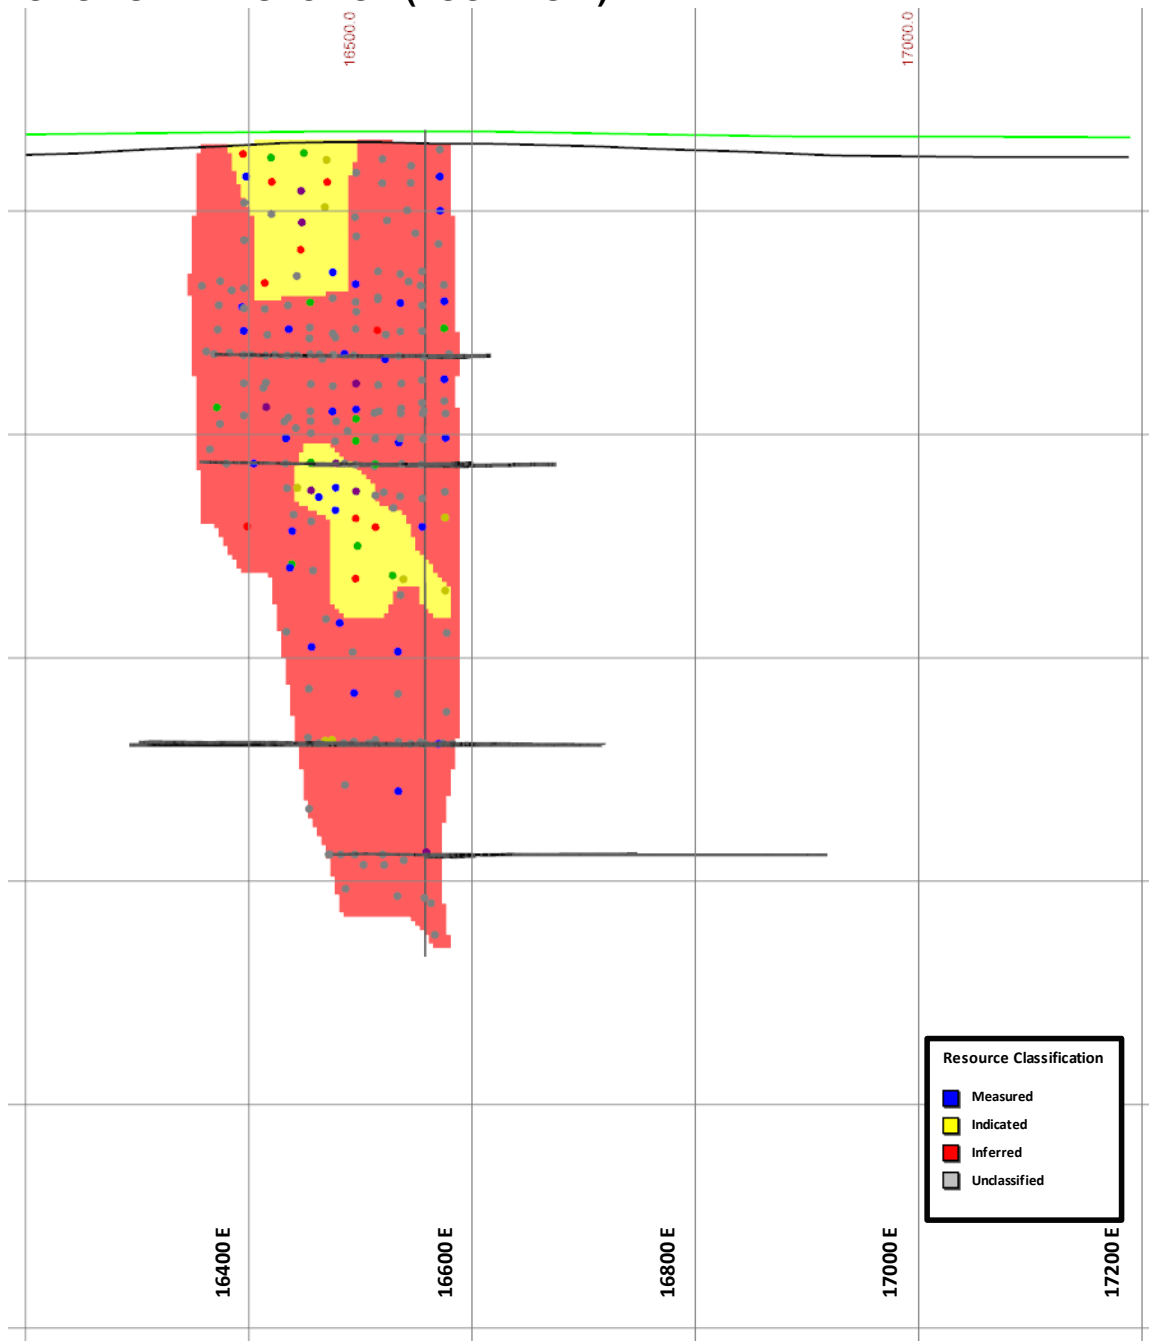 16500.0
17000.0
Resource Classification
Measured
Indicated
Inferred
Unclassified
16400 E
16600 E
16800 E
17000 E
17200 E